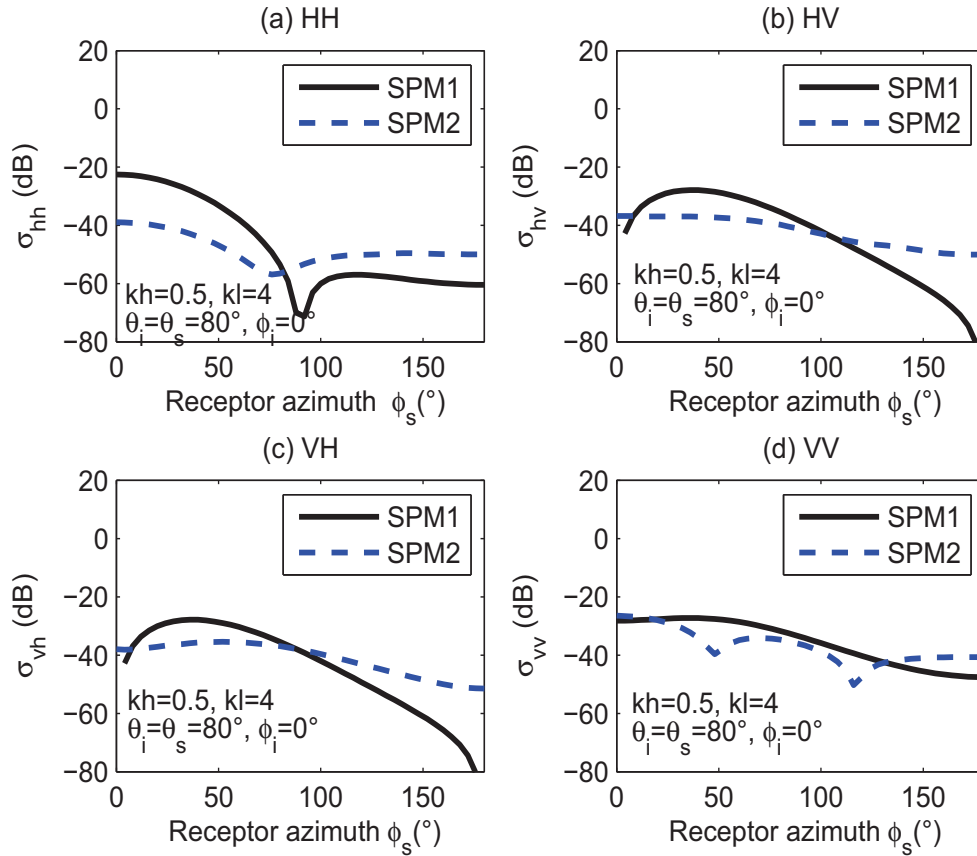 (a) HH
20
0
−20
−40
−60
−80
σhh (dB)
SPM1
SPM2
kh=0.5, kl=4
θi=θs=80°, ϕi=0°
0 50 100 150
Receptor azimuth ϕs(°)
(b) HV
20
0
−20
−40
−60
−80
σhv (dB)
SPM1
SPM2
kh=0.5, kl=4
θi=θs=80°, ϕi=0°
0 50 100 150
Receptor azimuth ϕs(°)
(c) VH
20
0
−20
−40
−60
−80
σvh (dB)
SPM1
SPM2
kh=0.5, kl=4
θi=θs=80°, ϕi=0°
0 50 100 150
Receptor azimuth ϕs(°)
(d) VV
20
0
−20
−40
−60
−80
σvv (dB)
SPM1
SPM2
kh=0.5, kl=4
θi=θs=80°, ϕi=0°
0 50 100 150
Receptor azimuth ϕs(°)